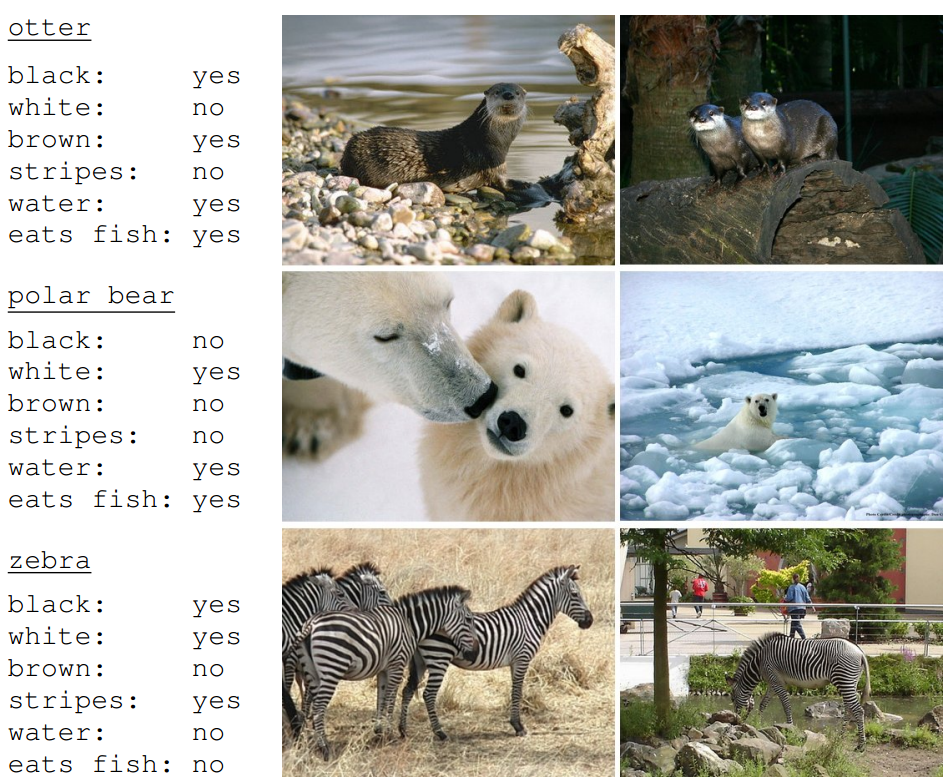 otter
black: yes
white: no
brown: yes
stripes: no
water: yes
eats fish: yes
polar bear
black: no
white: yes
brown: no
stripes: no
water: yes
eats fish: yes
zebra
black: yes
white: yes
brown: no
stripes: yes
water: no
eats fish: no